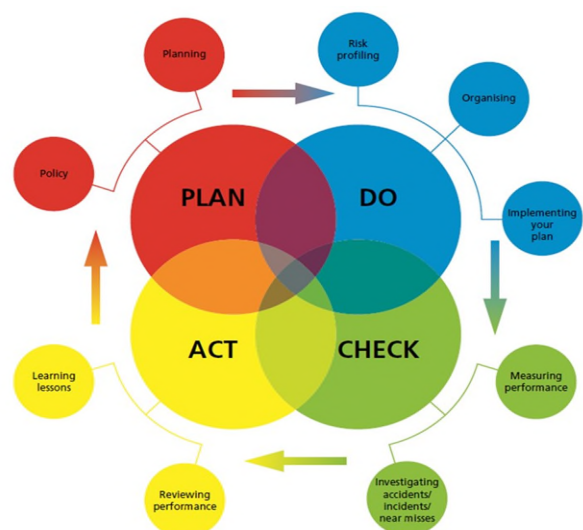 Planning
Risk
profiling
Organising
Policy
PLAN
DO
Implementing
your
plan
ACT
CHECK
Learning
lessons
Measuring
performance
Reviewing
performance
Investigating
accidents/
incidents/
near misses